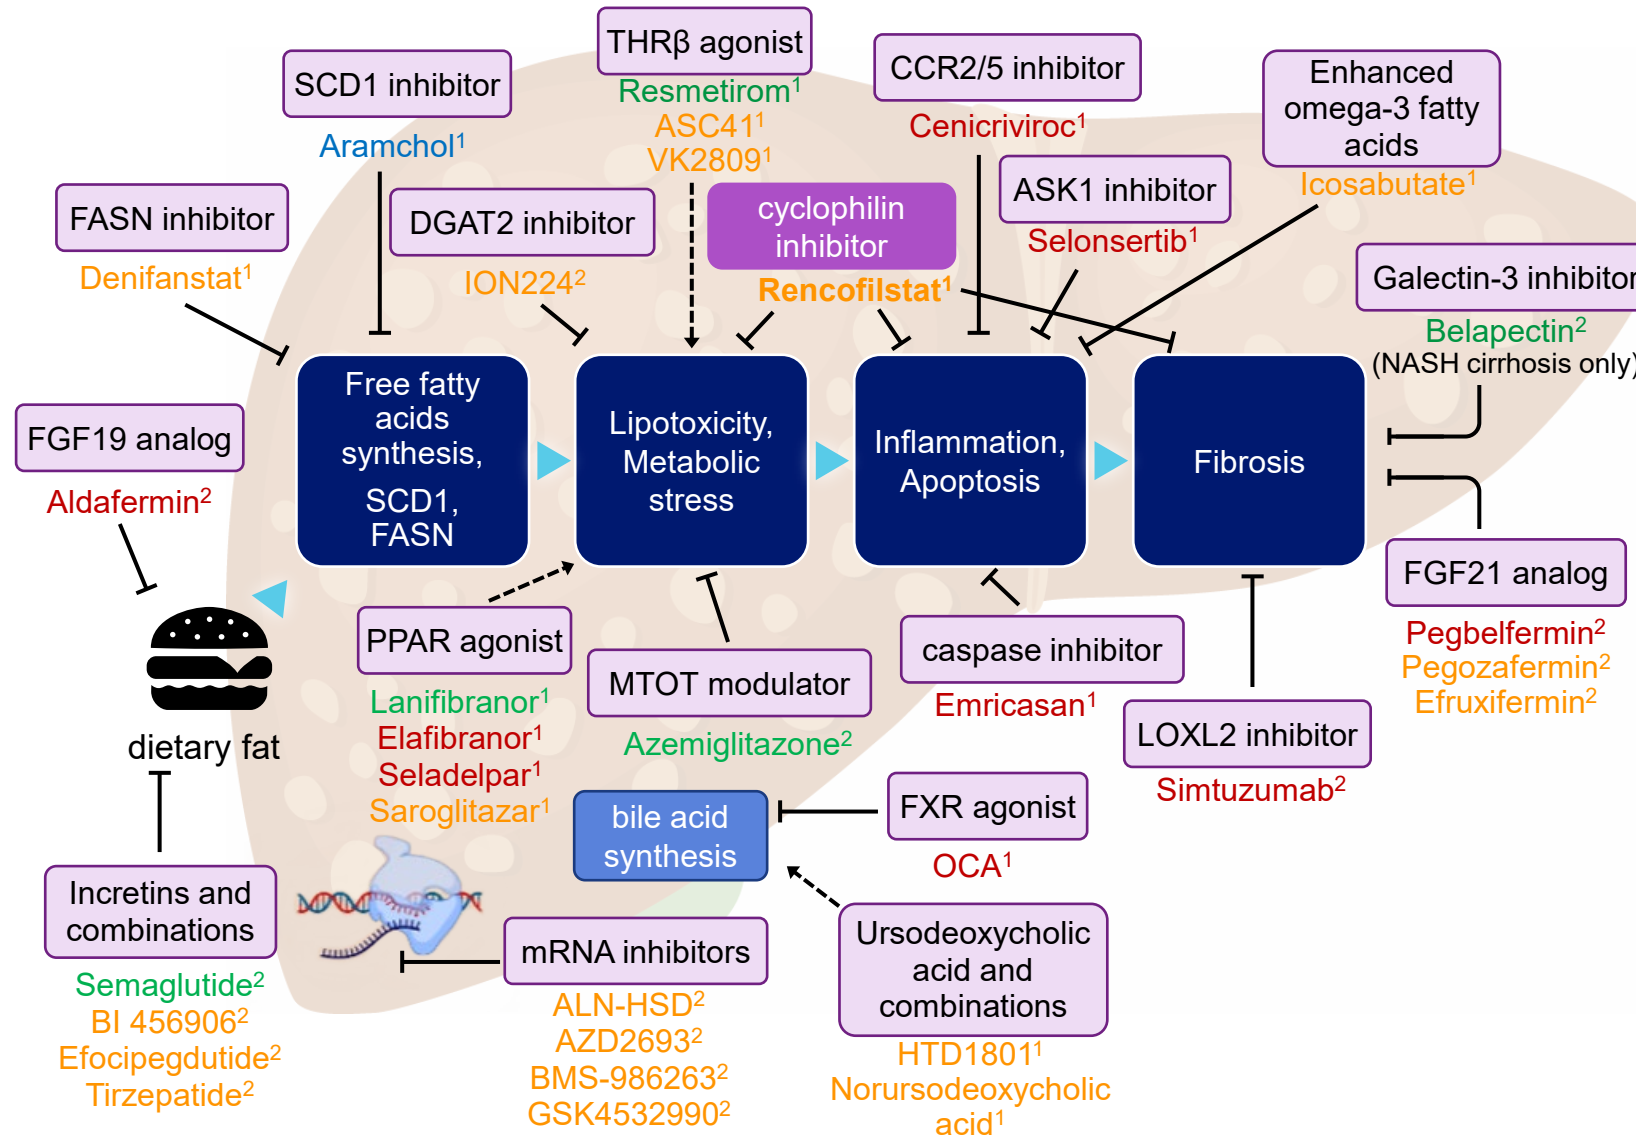 SCD1 inhibitor
Aramchol¹
THRβ agonist
Resmetirom¹
ASC41¹
VK2809¹
CCR2/5 inhibitor
Cenicriviroc¹
Enhanced
omega-3 fatty
acids
Icosabutate¹
FASN inhibitor
Denifanstat¹
DGAT2 inhibitor
ION224²
cyclophilin
inhibitor
Rencofilstat¹
ASK1 inhibitor
Selonsertib¹
Galectin-3 inhibitor
Belapectin²
(NASH cirrhosis only)
FGF19 analog
Aldafermin²
Free fatty
acids
synthesis,
SCD1,
FASN
Lipotoxicity,
Metabolic
stress
Inflammation,
Apoptosis
Fibrosis
FGF21 analog
Pegbelfermin²
Pegozafermin²
Efruxifermin²
dietary fat
PPAR agonist
Lanifibranor¹
Elafibranor¹
Seladelpar¹
Saroglitazar¹
MTOT modulator
Azemiglitazone²
caspase inhibitor
Emricasan¹
LOXL2 inhibitor
Simtuzumab²
bile acid
synthesis
FXR agonist
OCA¹
Incretins and
combinations
Semaglutide²
BI 456906²
Efocipegdutide²
Tirzepatide²
mRNA inhibitors
ALN-HSD²
AZD2693²
BMS-986263²
GSK4532990²
Ursodeoxycholic
acid and
combinations
HTD1801¹
Norursodeoxycholic
acid¹